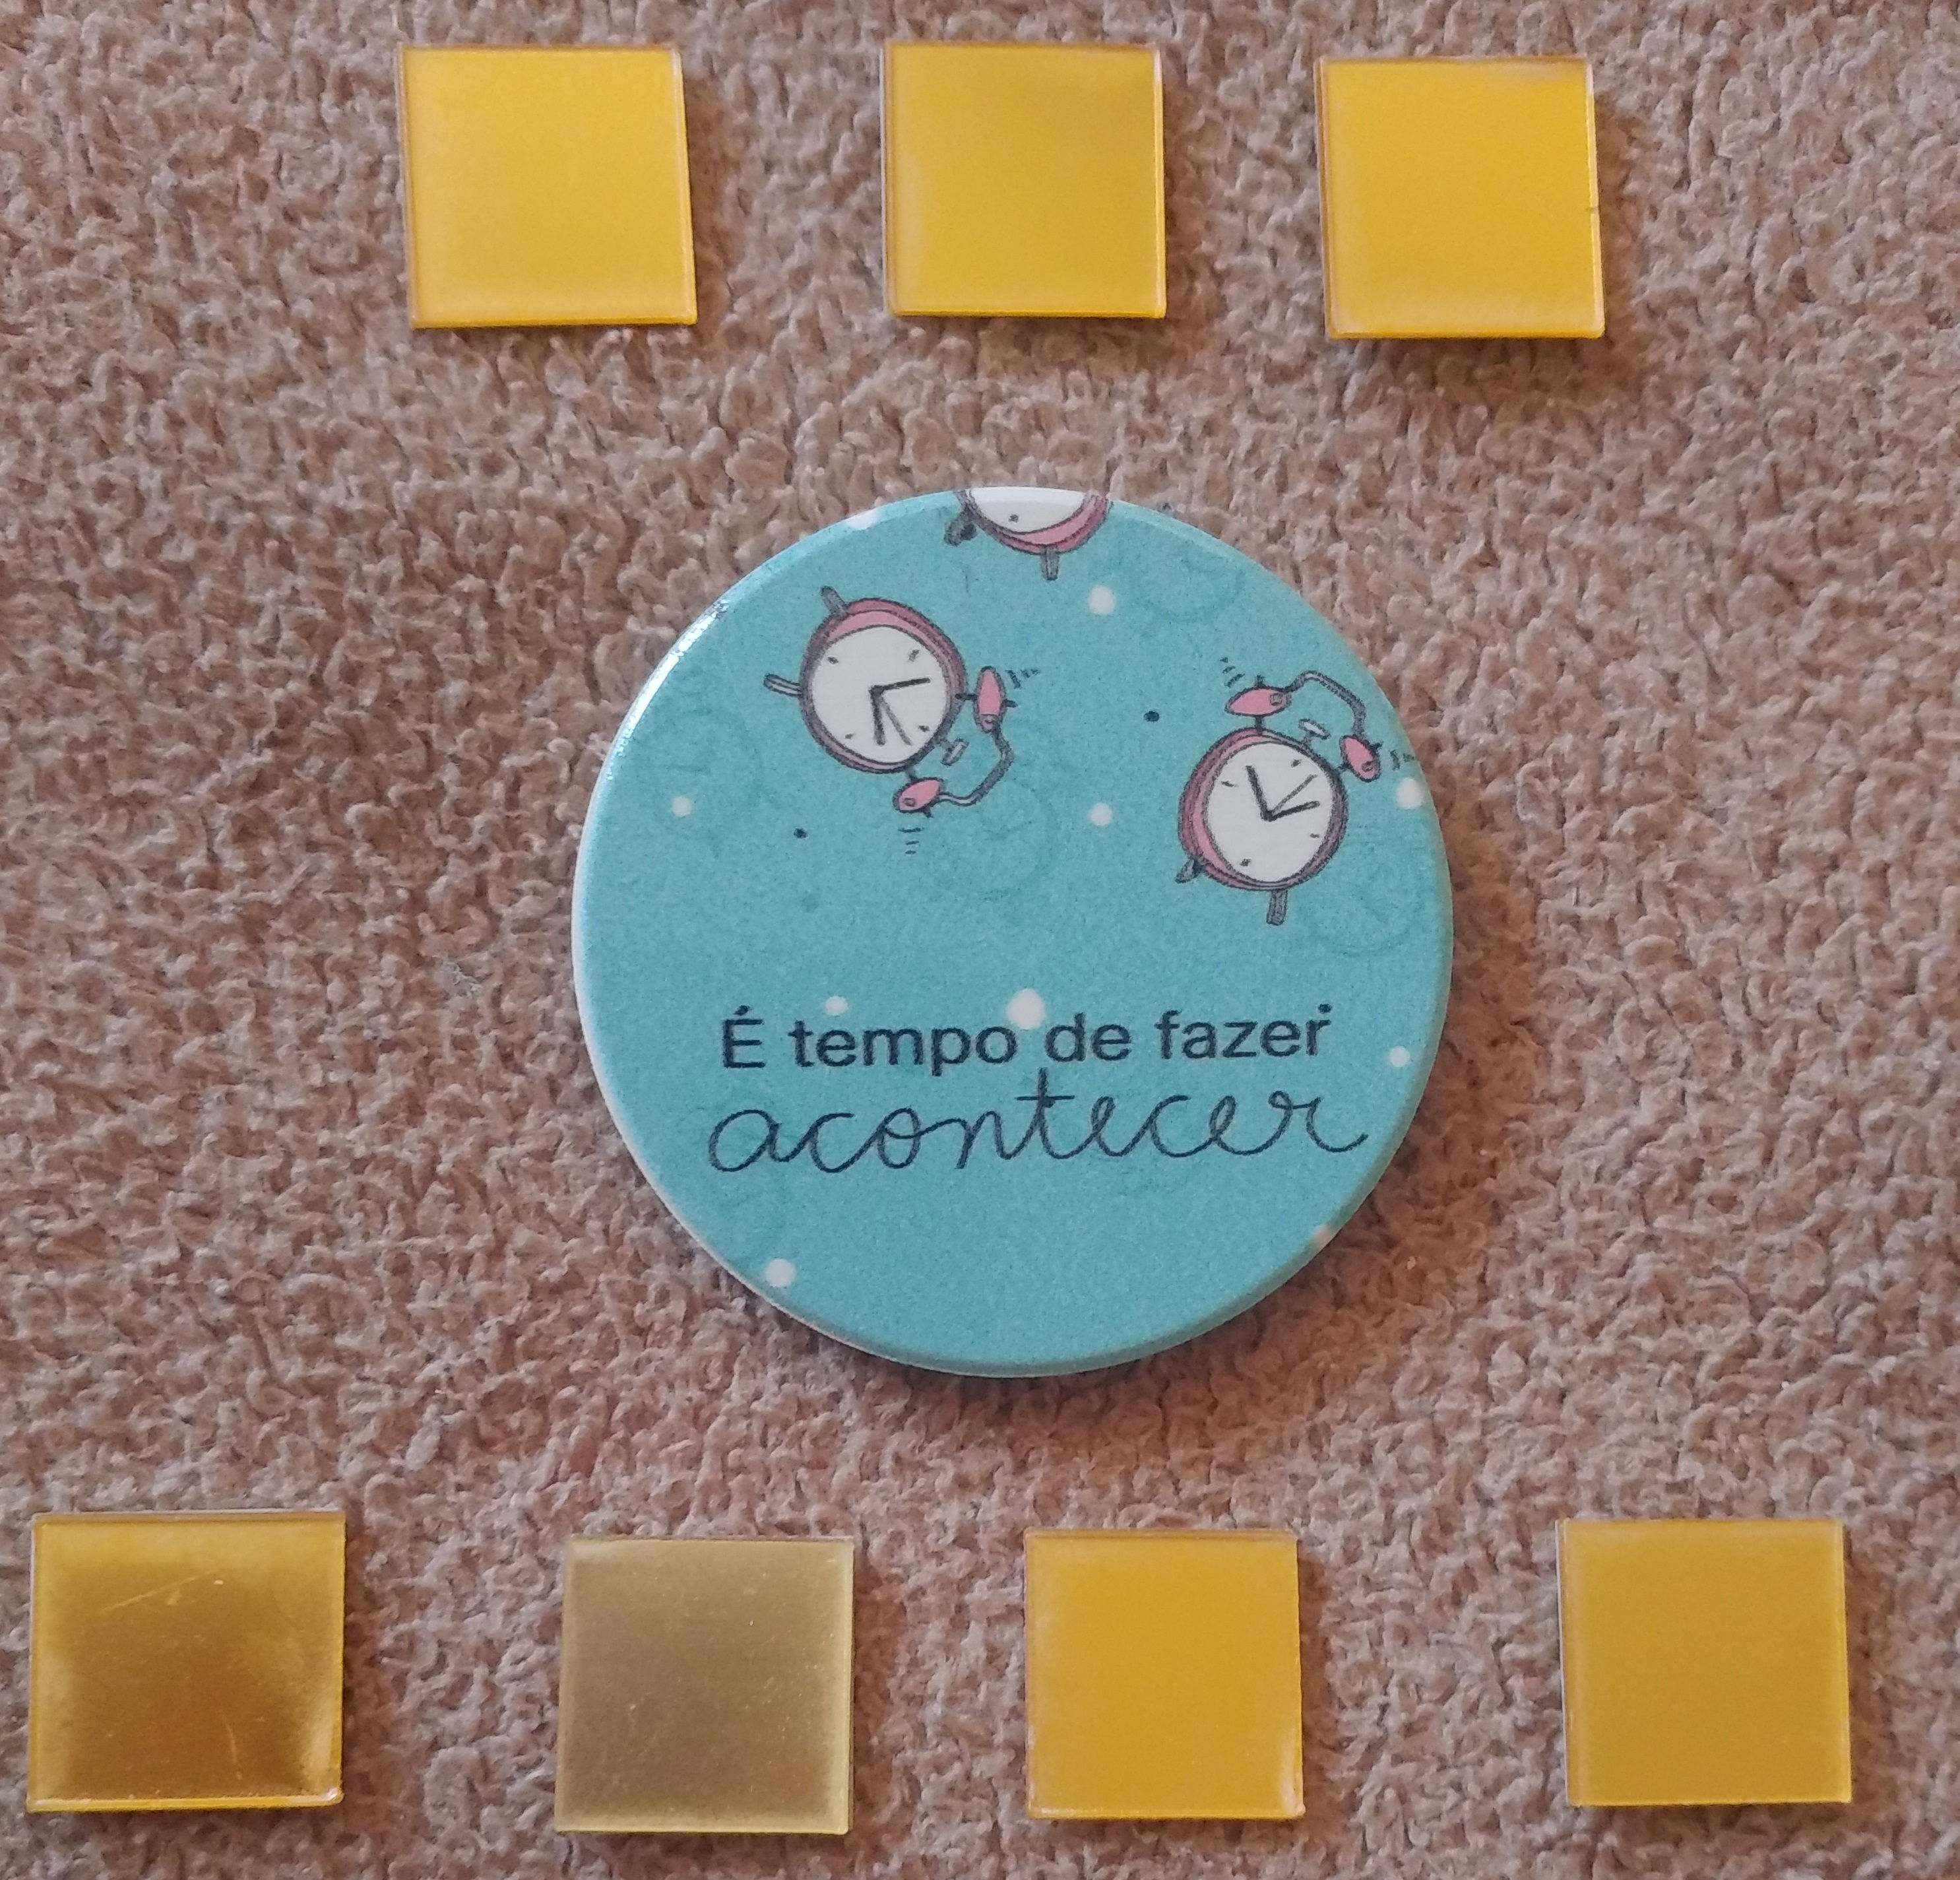 É tempo de fazer
acontecer